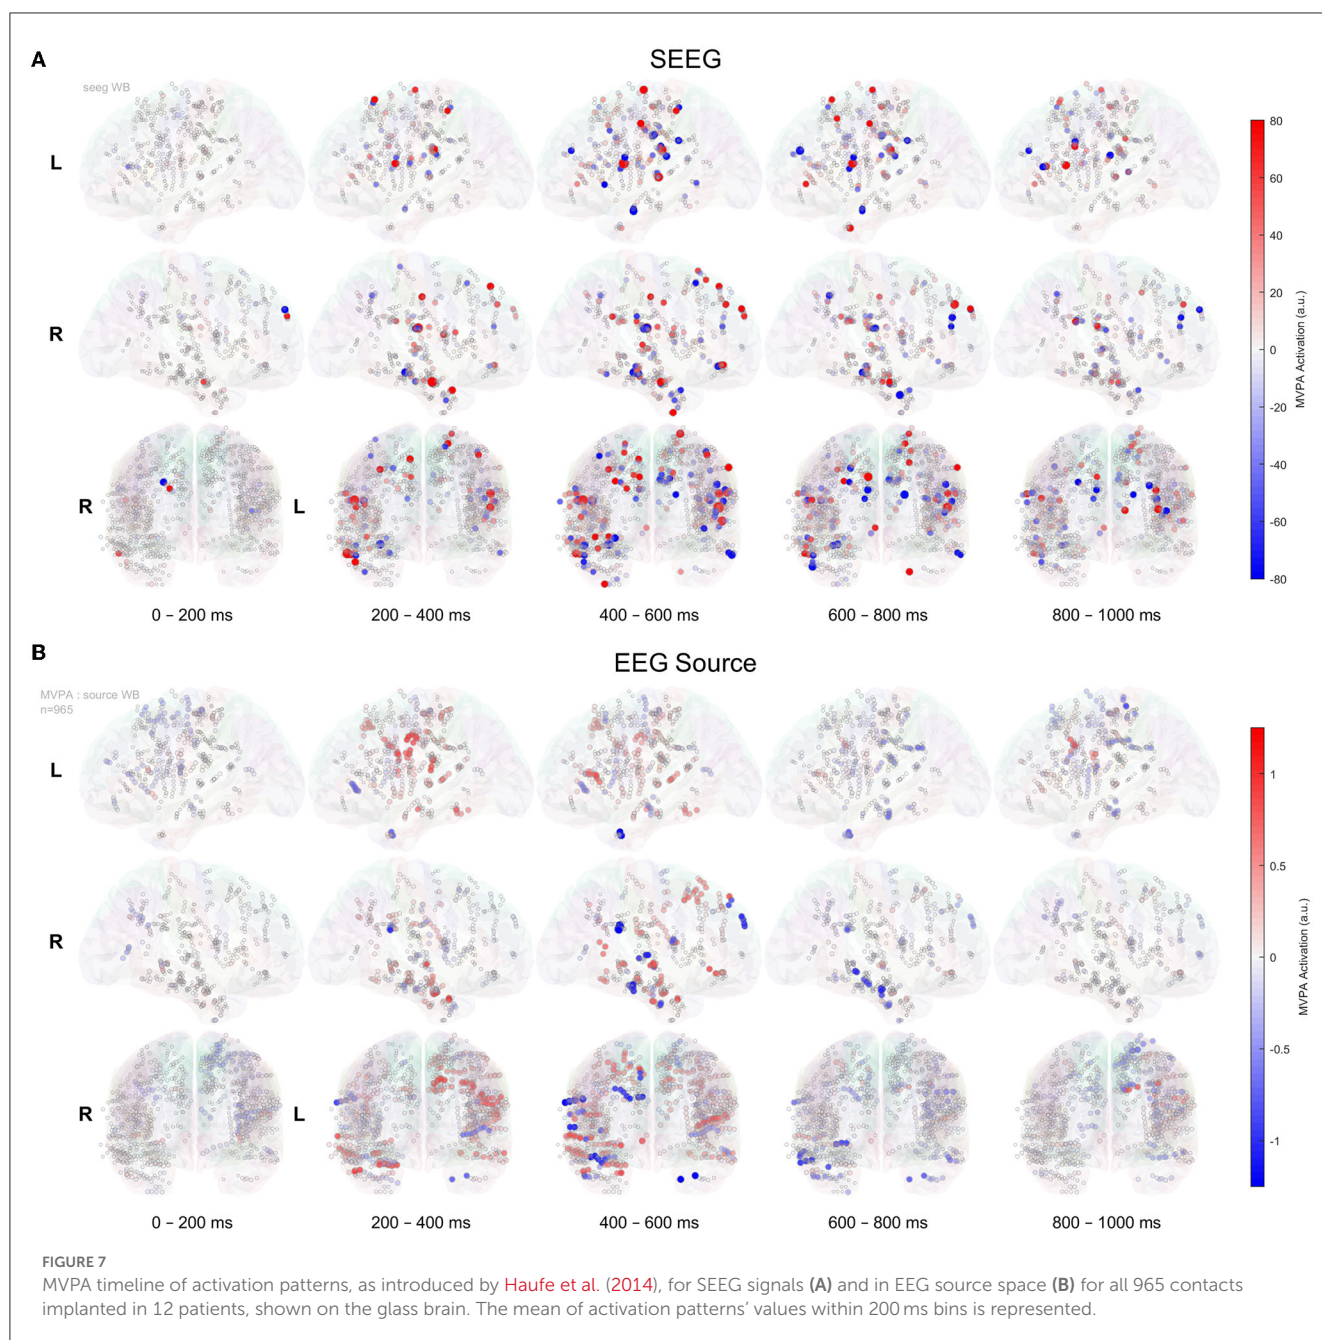 A
SEEG
seeg WB
L
R
R
L
0 – 200 ms
200 – 400 ms
400 – 600 ms
600 – 800 ms
800 – 1000 ms
80
60
40
20
0
-20
-40
-60
-80
MVPA Activation (a.u.)
B
EEG Source
MVPA : source WB
n=965
L
R
R
L
0 – 200 ms
200 – 400 ms
400 – 600 ms
600 – 800 ms
800 – 1000 ms
1
0.5
0
-0.5
-1
MVPA Activation (a.u.)
FIGURE 7
MVPA timeline of activation patterns, as introduced by Haufe et al. (2014), for SEEG signals (A) and in EEG source space (B) for all 965 contacts
implanted in 12 patients, shown on the glass brain. The mean of activation patterns' values within 200 ms bins is represented.